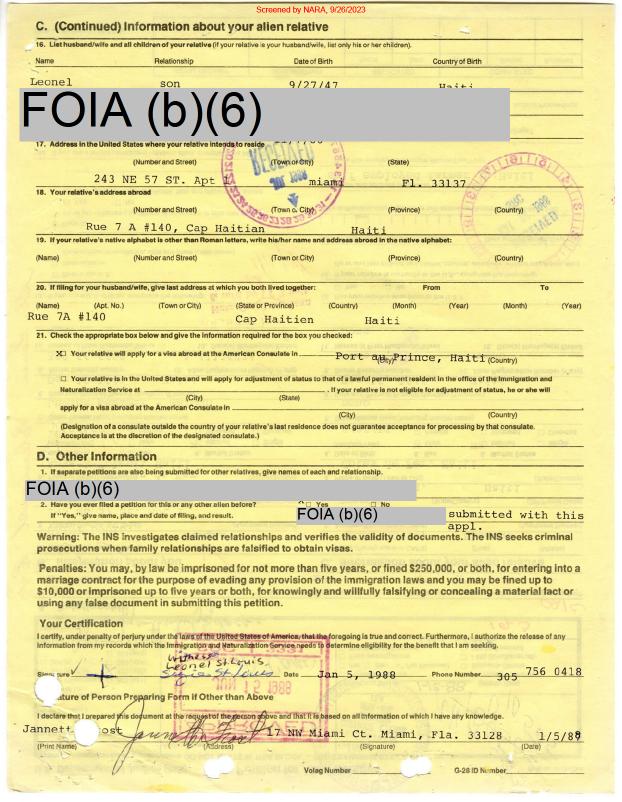 Screened by NARA, 9/26/2023
C. (Continued) Information about your alien relative
16. List husband/wife and all children of your relative (if your relative is your husband/wife, list only his or her children).
Name Relationship Date of Birth Country of Birth
Leonel son 9/27/47 Haiti
FOIA (b)(6)
17. Address in the United States where your relative intends to reside
(Number and Street) (Town or City) (State)
243 NE 57 ST. Apt 1 miami Fl. 33137
RECEIVED
18. Your relative's address abroad
(Number and Street) (Town or City) (Province) (Country)
Rue 7 A #140, Cap Haitian Haiti
19. If your relative's native alphabet is other than Roman letters, write his/her name and address abroad in the native alphabet:
(Name) (Number and Street) (Town or City) (Province) (Country)
20. If filing for your husband/wife, give last address at which you both lived together: From To
(Name) (Apt. No.) (Town or City) (State or Province) (Country) (Month) (Year) (Month) (Year)
Rue 7A #140 Cap Haitien Haiti
21. Check the appropriate box below and give the information required for the box you checked:
X☐ Your relative will apply for a visa abroad at the American Consulate in Port au Prince, Haiti
(City) (Country)
☐ Your relative is in the United States and will apply for adjustment of status to that of a lawful permanent resident in the office of the Immigration and
Naturalization Service at . If your relative is not eligible for adjustment of status, he or she will
(City) (State)
apply for a visa abroad at the American Consulate in
(City) (Country)
(Designation of a consulate outside the country of your relative's last residence does not guarantee acceptance for processing by that consulate.
Acceptance is at the discretion of the designated consulate.)
D. Other Information
1. If separate petitions are also being submitted for other relatives, give names of each and relationship.
FOIA (b)(6)
2. Have you ever filed a petition for this or any other alien before? Yes ☐ No
If "Yes," give name, place and date of filing, and result. FOIA (b)(6) submitted with this
appl.
Warning: The INS investigates claimed relationships and verifies the validity of documents. The INS seeks criminal
prosecutions when family relationships are falsified to obtain visas.
Penalties: You may, by law be imprisoned for not more than five years, or fined $250,000, or both, for entering into a
marriage contract for the purpose of evading any provision of the immigration laws and you may be fined up to
$10,000 or imprisoned up to five years or both, for knowingly and willfully falsifying or concealing a material fact or
using any false document in submitting this petition.
Your Certification
I certify, under penalty of perjury under the laws of the United States of America, that the foregoing is true and correct. Furthermore, I authorize the release of any
information from my records which the Immigration and Naturalization Service needs to determine eligibility for the benefit that I am seeking.
Witness
Leonel St. Louis
Signature Date Jan 5, 1988 Phone Number 305 756 0418
ature of Person Preparing Form if Other than Above
I declare that I prepared this document at the request of the person above and that it is based on all information of which I have any knowledge.
Jannett ost 17 NW Miami Ct. Miami, Fla. 33128 1/5/88
(Print Name) (Address) (Signature) (Date)
Volag Number
G-28 ID Number